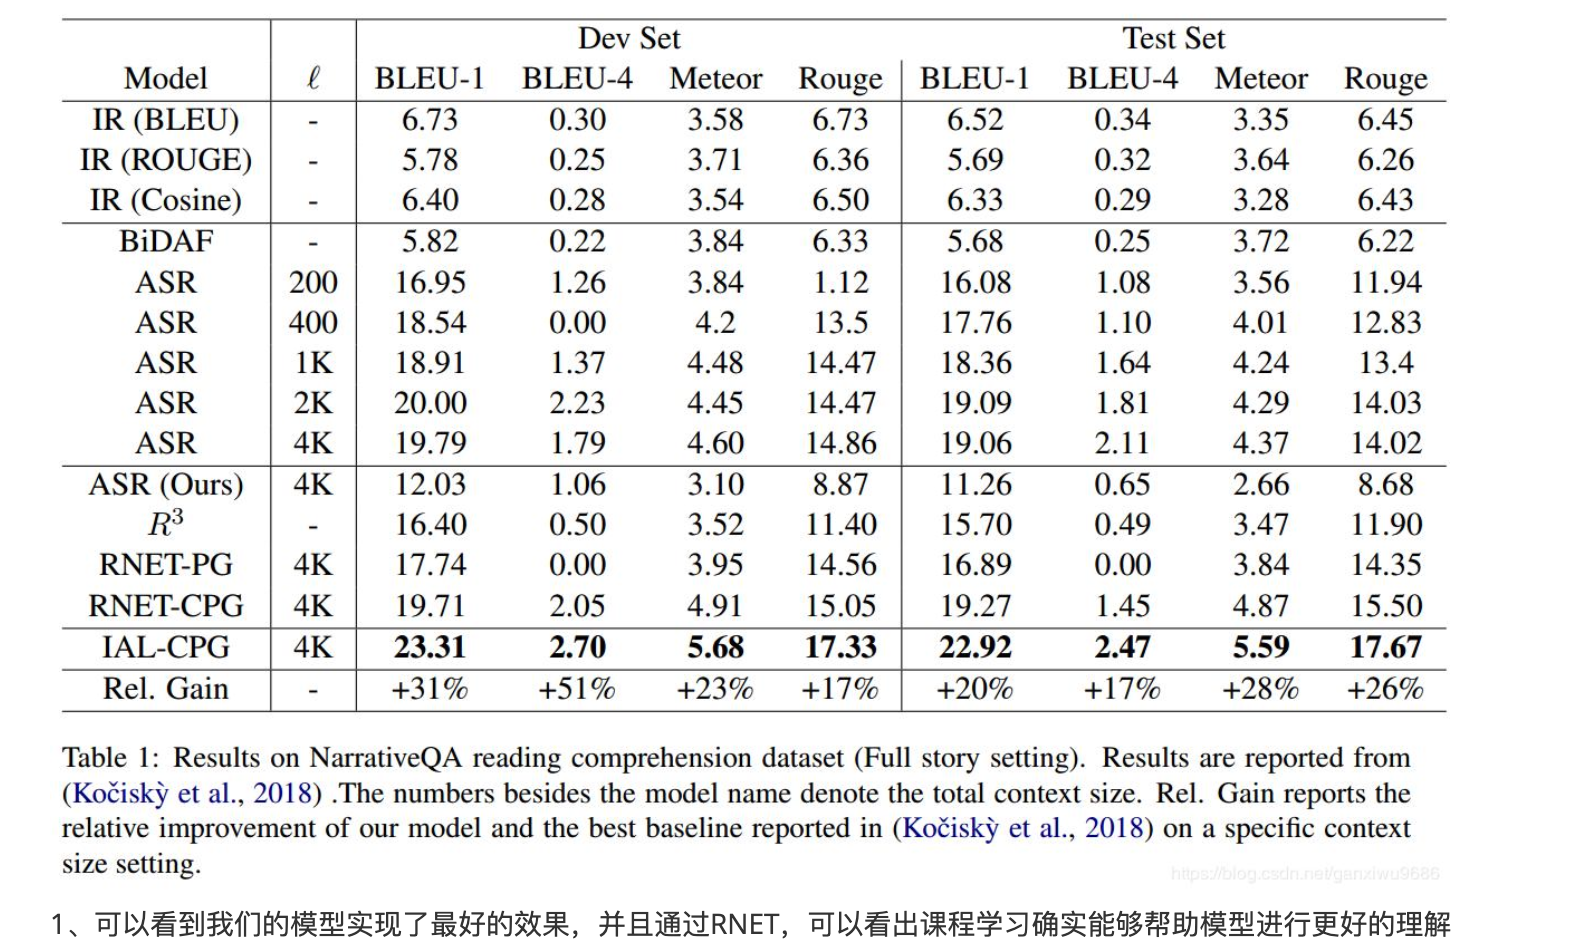 Dev Set Test Set
Model ℓ BLEU-1 BLEU-4 Meteor Rouge BLEU-1 BLEU-4 Meteor Rouge
IR (BLEU) - 6.73 0.30 3.58 6.73 6.52 0.34 3.35 6.45
IR (ROUGE) - 5.78 0.25 3.71 6.36 5.69 0.32 3.64 6.26
IR (Cosine) - 6.40 0.28 3.54 6.50 6.33 0.29 3.28 6.43
BiDAF - 5.82 0.22 3.84 6.33 5.68 0.25 3.72 6.22
ASR 200 16.95 1.26 3.84 1.12 16.08 1.08 3.56 11.94
ASR 400 18.54 0.00 4.2 13.5 17.76 1.10 4.01 12.83
ASR 1K 18.91 1.37 4.48 14.47 18.36 1.64 4.24 13.4
ASR 2K 20.00 2.23 4.45 14.47 19.09 1.81 4.29 14.03
ASR 4K 19.79 1.79 4.60 14.86 19.06 2.11 4.37 14.02
ASR (Ours) 4K 12.03 1.06 3.10 8.87 11.26 0.65 2.66 8.68
R³ - 16.40 0.50 3.52 11.40 15.70 0.49 3.47 11.90
RNET-PG 4K 17.74 0.00 3.95 14.56 16.89 0.00 3.84 14.35
RNET-CPG 4K 19.71 2.05 4.91 15.05 19.27 1.45 4.87 15.50
IAL-CPG 4K 23.31 2.70 5.68 17.33 22.92 2.47 5.59 17.67
Rel. Gain - +31% +51% +23% +17% +20% +17% +28% +26%
Table 1: Results on NarrativeQA reading comprehension dataset (Full story setting). Results are reported from
(Kočiskỳ et al., 2018) .The numbers besides the model name denote the total context size. Rel. Gain reports the
relative improvement of our model and the best baseline reported in (Kočiskỳ et al., 2018) on a specific context
size setting.
https://blog.csdn.net/ganxiwu9686
1、可以看到我们的模型实现了最好的效果，并且通过RNET，可以看出课程学习确实能够帮助模型进行更好的理解